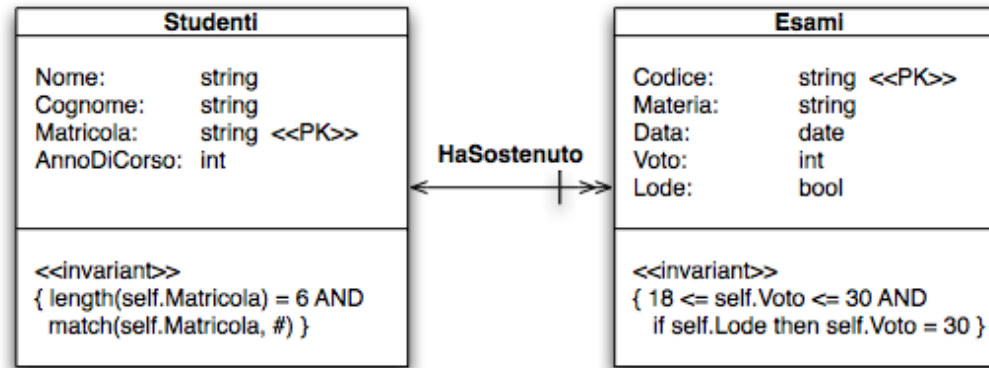 Studenti
Nome: string
Cognome: string
Matricola: string <<PK>>
AnnoDiCorso: int
<<invariant>>
{ length(self.Matricola) = 6 AND
match(self.Matricola, #) }
HaSostenuto
Esami
Codice: string <<PK>>
Materia: string
Data: date
Voto: int
Lode: bool
<<invariant>>
{ 18 <= self.Voto <= 30 AND
if self.Lode then self.Voto = 30 }